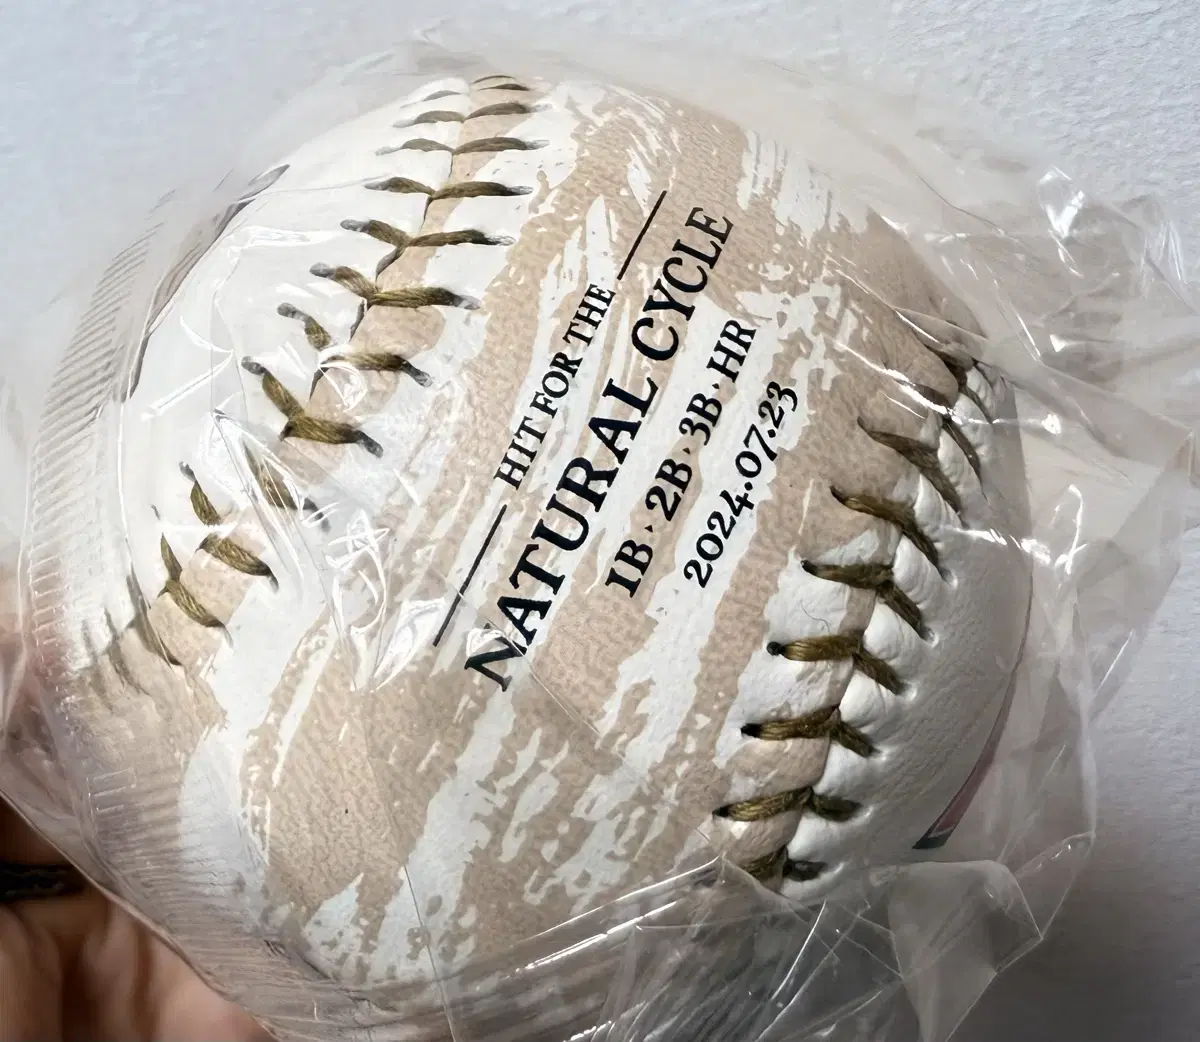 HIT FOR THE
NATURAL CYCLE
1B · 2B · 3B · HR
2024.07.23